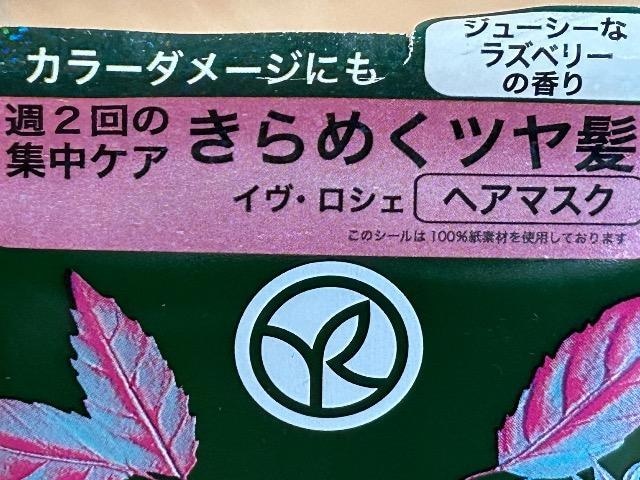 カラーダメージにも
ジューシーな
ラズベリー
の香り
週2回の
集中ケア
きらめくツヤ髪
イヴ・ロシェ ヘアマスク
このシールは100%紙素材を使用しております
YR